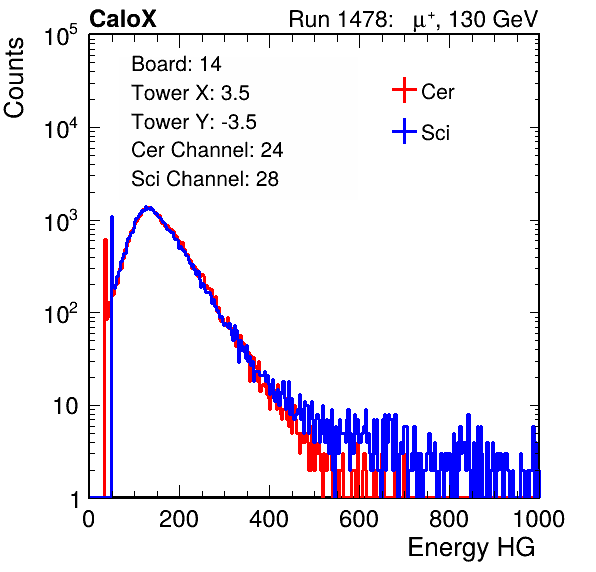 CaloX Run 1478: μ⁺, 130 GeV
Counts
Board: 14
Tower X: 3.5
Tower Y: -3.5
Cer Channel: 24
Sci Channel: 28
Cer
Sci
10⁵
10⁴
10³
10²
10
1
0 200 400 600 800 1000
Energy HG